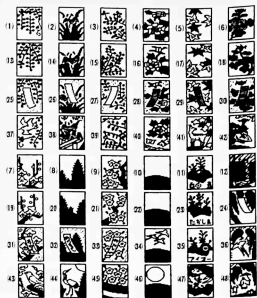 (1) (2) (3) (4) (5) (6)
(13) (14) (15) (16) (17) (18)
(25) (26) (27) (28) (29) (30)
(37) (38) (39) (40) (41) (42)
(7) (8) (9) (10) (11) (12)
(19) (20) (21) (22) (23) (24)
(31) (32) (33) (34) (35) (36)
(43) (44) (45) (46) (47) (48)